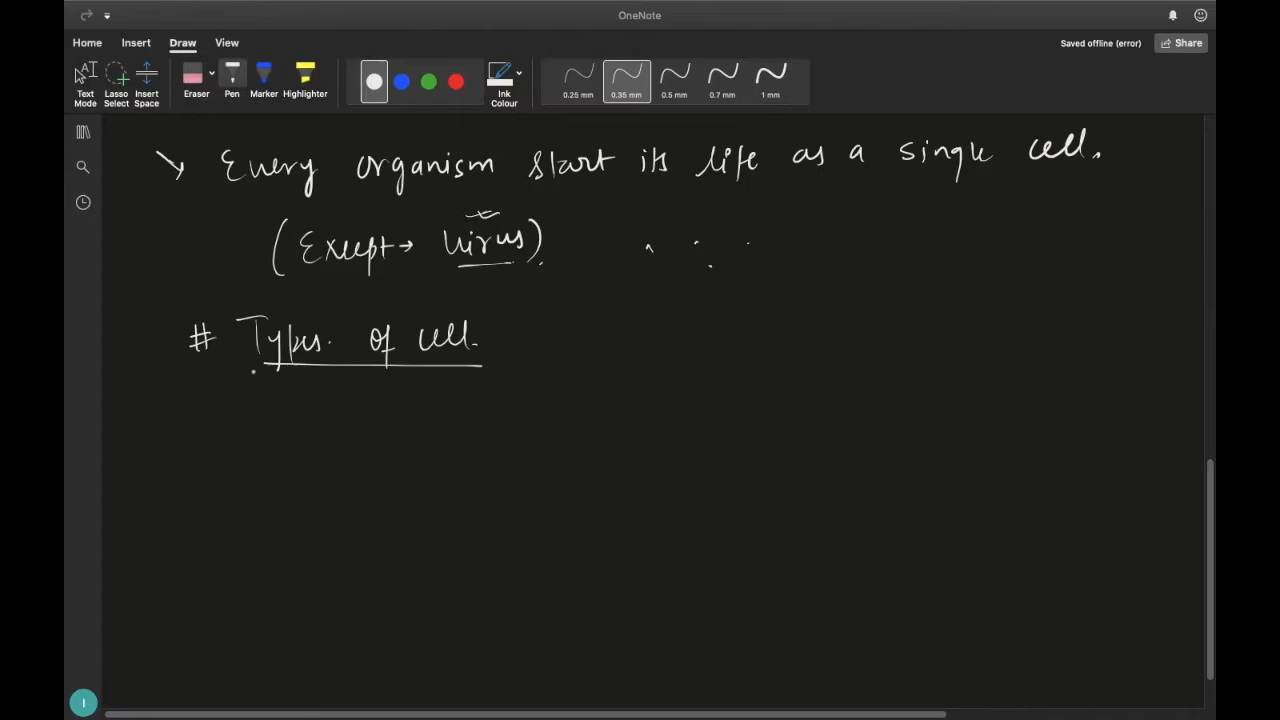 OneNote
Home Insert Draw View Saved offline (error) Share
Text Mode Lasso Select Insert Space Eraser Pen Marker Highlighter Ink Colour 0.25 mm 0.35 mm 0.5 mm 0.7 mm 1 mm
→ Every organism start its life as a single cell.
(Except → virus)
# Types. of cell.
I